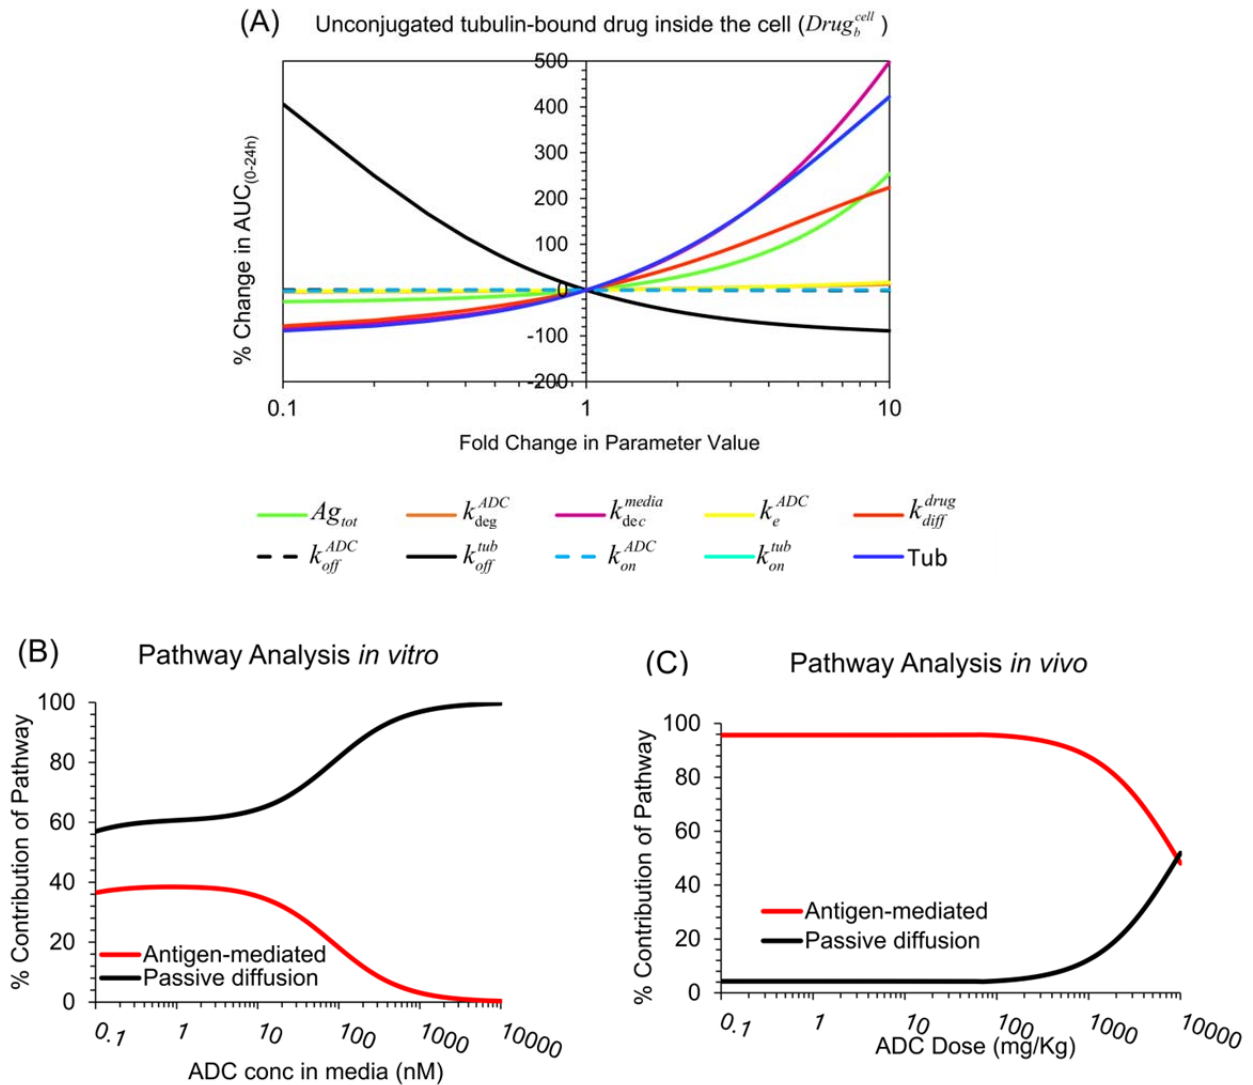 (A) Unconjugated tubulin-bound drug inside the cell (Drug_b^cell)
500
400
300
200
100
0
-100
-200
% Change in AUC(0-24h)
0.1 1 10
Fold Change in Parameter Value
Ag_tot k_deg^ADC k_dec^media k_e^ADC k_diff^drug
k_off^ADC k_off^tub k_on^ADC k_on^tub Tub
(B) Pathway Analysis in vitro
100
80
60
40
20
0
% Contribution of Pathway
Antigen-mediated
Passive diffusion
0.1 1 10 100 1000 10000
ADC conc in media (nM)
(C) Pathway Analysis in vivo
100
80
60
40
20
0
% Contribution of Pathway
Antigen-mediated
Passive diffusion
0.1 1 10 100 1000 10000
ADC Dose (mg/Kg)